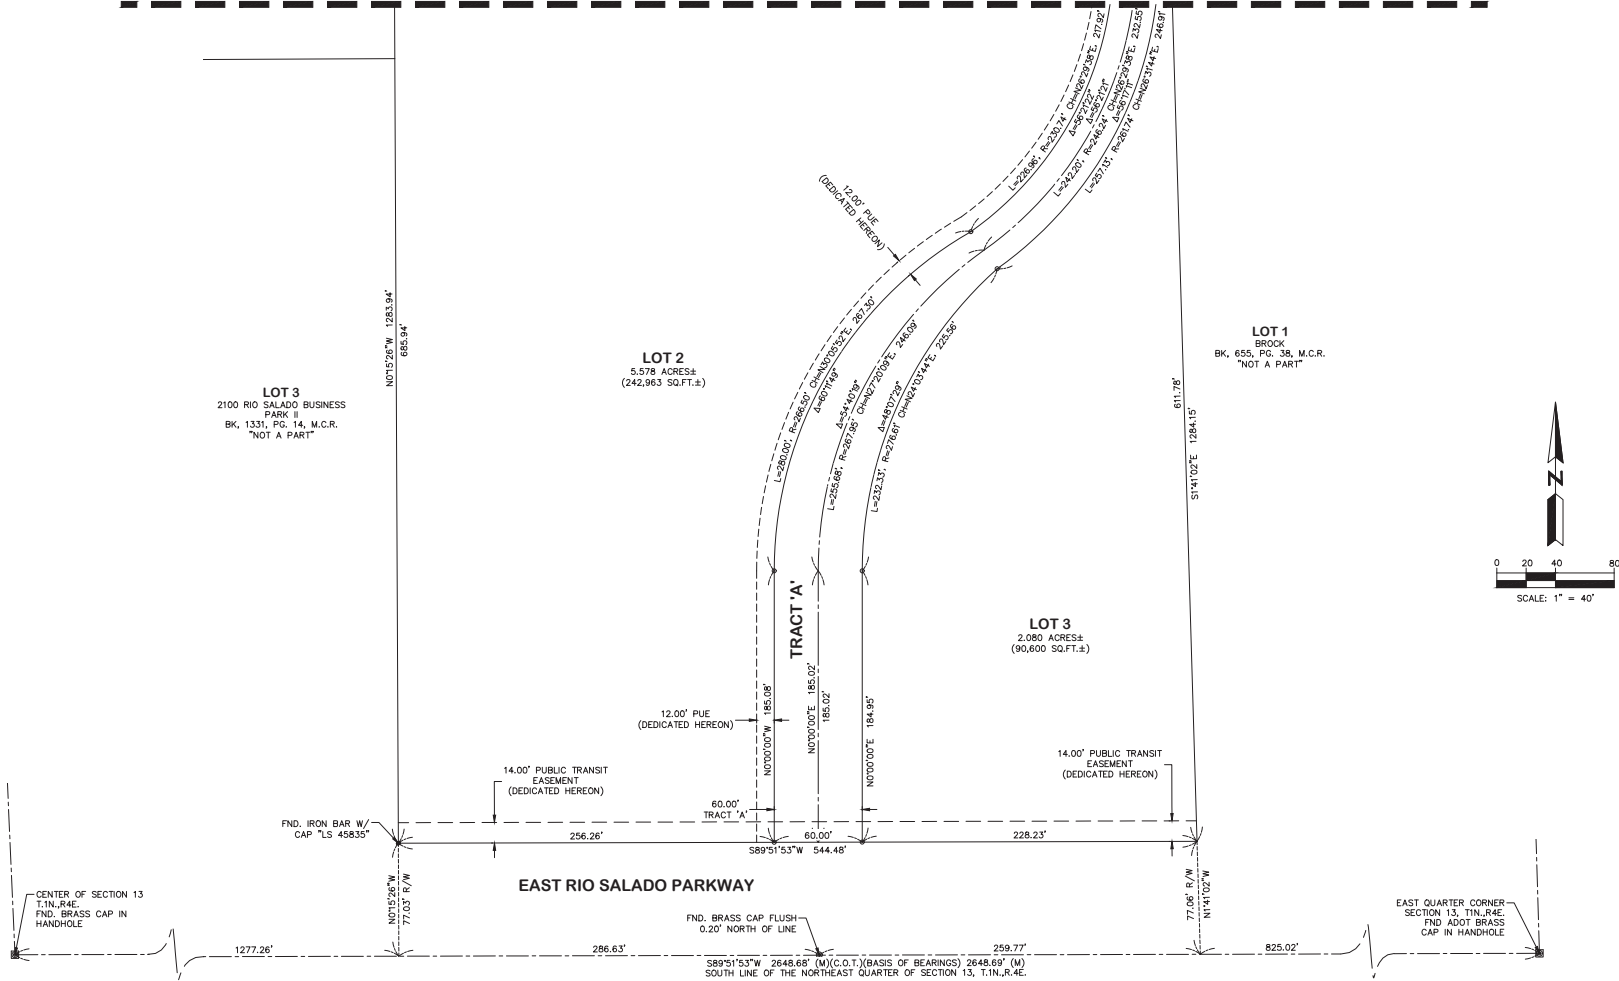 L=226.96', R=230.74' CH=N26°29'38"E, 217.92'
Δ=56°21'22"
L=242.20', R=246.24' CH=N26°29'38"E, 232.55'
Δ=56°21'21"
L=257.13', R=261.74' CH=N26°31'44"E, 246.91'
Δ=56°17'11"
12.00' PUE
(DEDICATED HEREON)
N0°15'26"W 1283.94'
685.94'
LOT 3
2100 RIO SALADO BUSINESS
PARK II
BK, 1331, PG. 14, M.C.R.
"NOT A PART"
LOT 2
5.578 ACRES±
(242,963 SQ.FT.±)
L=280.00', R=266.50' CH=N30°05'52"E, 267.30'
Δ=60°11'49"
L=255.68', R=267.95' CH=N27°20'09"E, 246.09'
Δ=54°40'19"
L=232.33', R=276.61' CH=N24°03'44"E, 225.56'
Δ=48°07'29"
LOT 1
BROCK
BK, 655, PG. 38, M.C.R.
"NOT A PART"
611.78'
S1°41'02"E 1284.15'
N
0 20 40 80
SCALE: 1" = 40'
TRACT 'A'
LOT 3
2.080 ACRES±
(90,600 SQ.FT.±)
12.00' PUE
(DEDICATED HEREON)
N0°00'00"W 185.08'
N0°00'00"E 185.02'
185.02'
N0°00'00"E 184.95'
14.00' PUBLIC TRANSIT
EASEMENT
(DEDICATED HEREON)
14.00' PUBLIC TRANSIT
EASEMENT
(DEDICATED HEREON)
60.00'
TRACT 'A'
FND. IRON BAR W/
CAP "LS 45835"
256.26'
60.00'
228.23'
S89°51'53"W 544.48'
EAST RIO SALADO PARKWAY
N0°15'26"W
77.03' R/W
77.06' R/W
N1°41'02"W
CENTER OF SECTION 13
T.1N.,R4E.
FND. BRASS CAP IN
HANDHOLE
FND. BRASS CAP FLUSH
0.20' NORTH OF LINE
EAST QUARTER CORNER
SECTION 13, T1N.,R4E.
FND ADOT BRASS
CAP IN HANDHOLE
1277.26'
286.63'
259.77'
825.02'
S89°51'53"W 2648.68' (M)(C.O.T.)(BASIS OF BEARINGS) 2648.69' (M)
SOUTH LINE OF THE NORTHEAST QUARTER OF SECTION 13, T.1N.,R.4E.